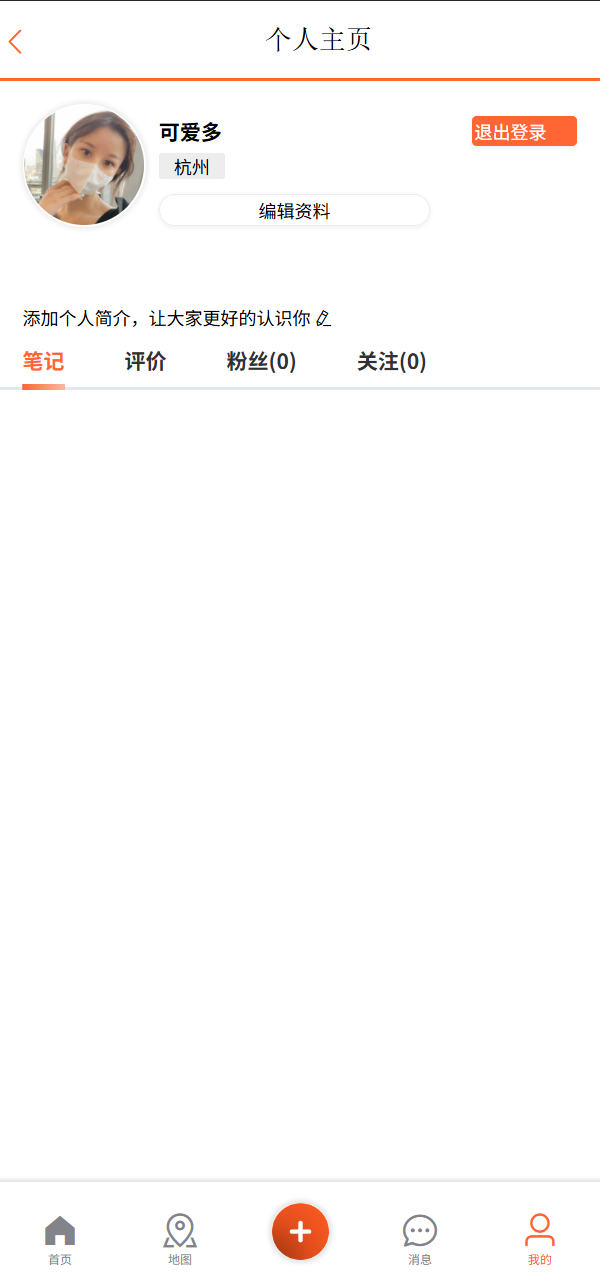 个人主页
可爱多
退出登录
杭州
编辑资料
添加个人简介，让大家更好的认识你
笔记 评价 粉丝(0) 关注(0)
首页 地图 消息 我的